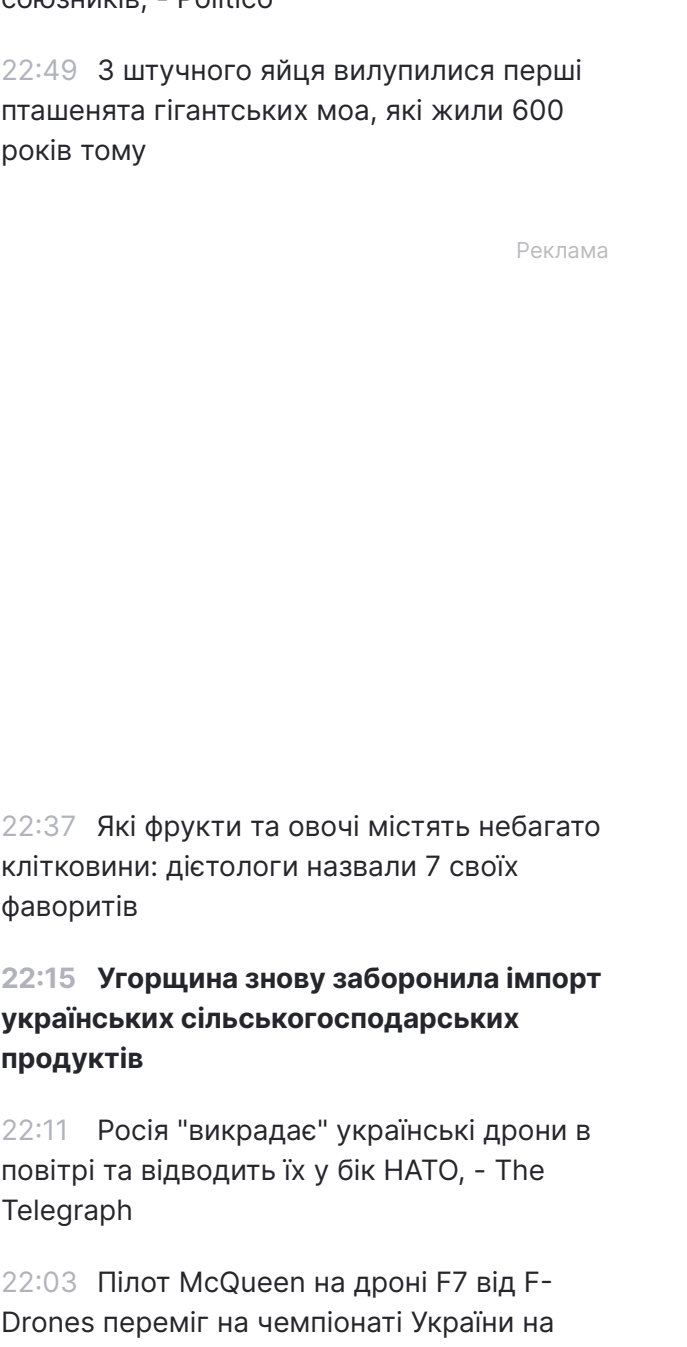 союзників, - Politico
22:49 З штучного яйця вилупилися перші
пташенята гігантських моа, які жили 600
років тому
Реклама
22:37 Які фрукти та овочі містять небагато
клітковини: дієтологи назвали 7 своїх
фаворитів
22:15 Угорщина знову заборонила імпорт
українських сільськогосподарських
продуктів
22:11 Росія "викрадає" українські дрони в
повітрі та відводить їх у бік НАТО, - The
Telegraph
22:03 Пілот McQueen на дроні F7 від F-
Drones переміг на чемпіонаті України на